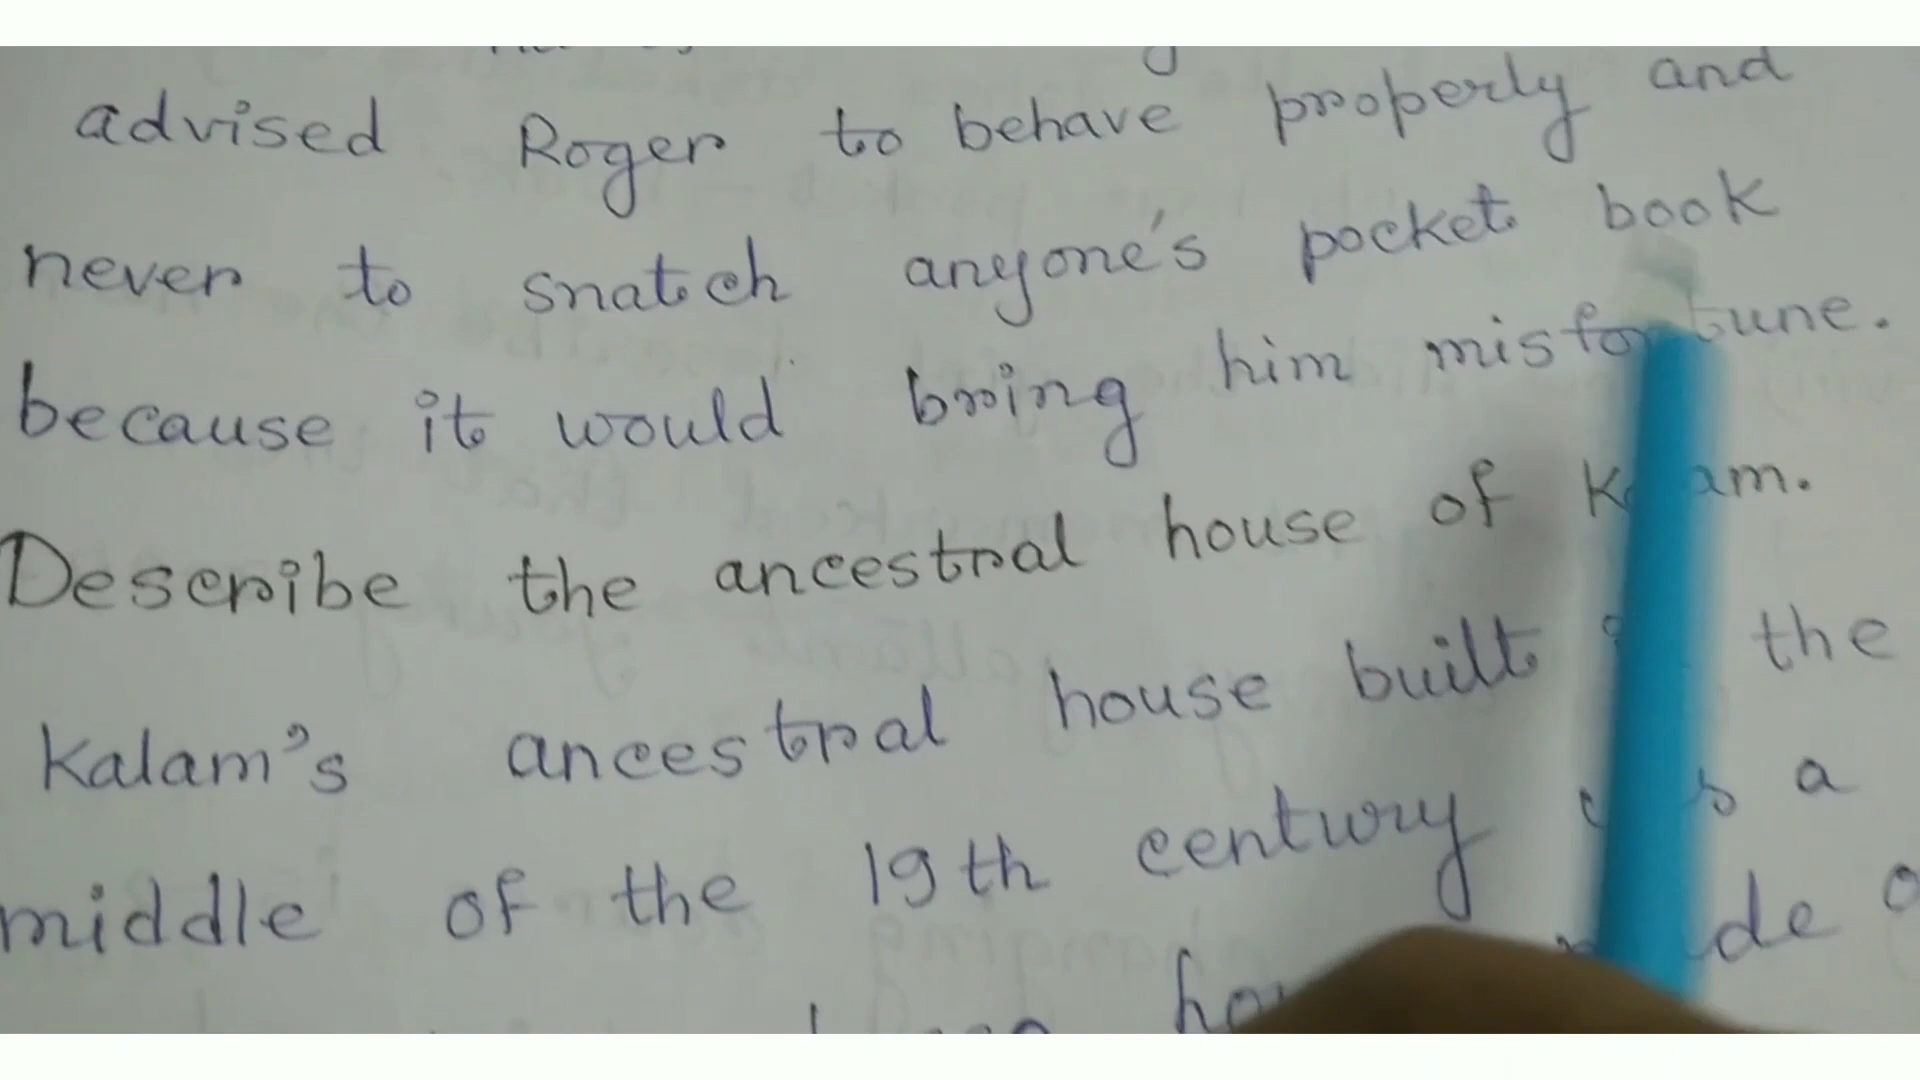 advised Roger to behave properly and
never to snatch anyone's pocket book
because it would bring him misfortune.
Describe the ancestral house of Kalam.
Kalam's ancestral house built the
middle of the 19th century a